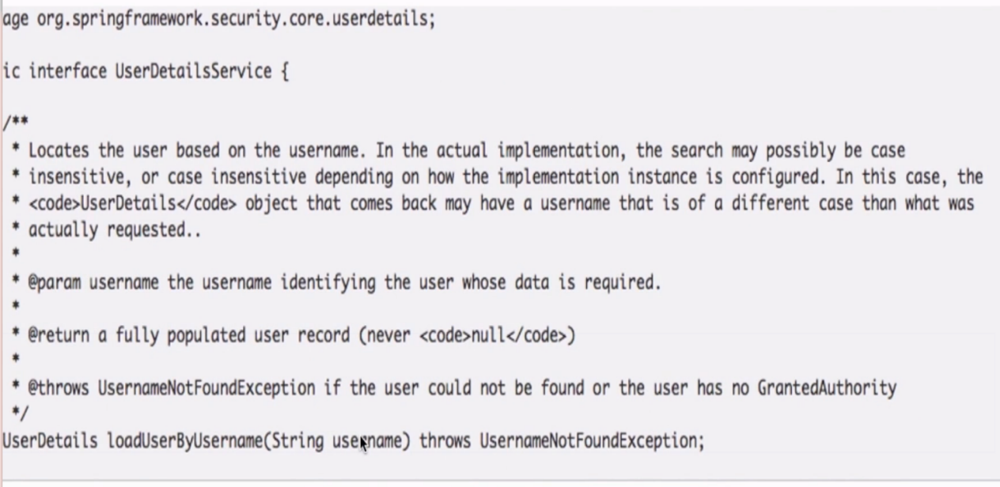 age org.springframework.security.core.userdetails;
ic interface UserDetailsService {
/**
* Locates the user based on the username. In the actual implementation, the search may possibly be case
* insensitive, or case insensitive depending on how the implementation instance is configured. In this case, the
* <code>UserDetails</code> object that comes back may have a username that is of a different case than what was
* actually requested..
*
* @param username the username identifying the user whose data is required.
*
* @return a fully populated user record (never <code>null</code>)
*
* @throws UsernameNotFoundException if the user could not be found or the user has no GrantedAuthority
*/
UserDetails loadUserByUsername(String username) throws UsernameNotFoundException;